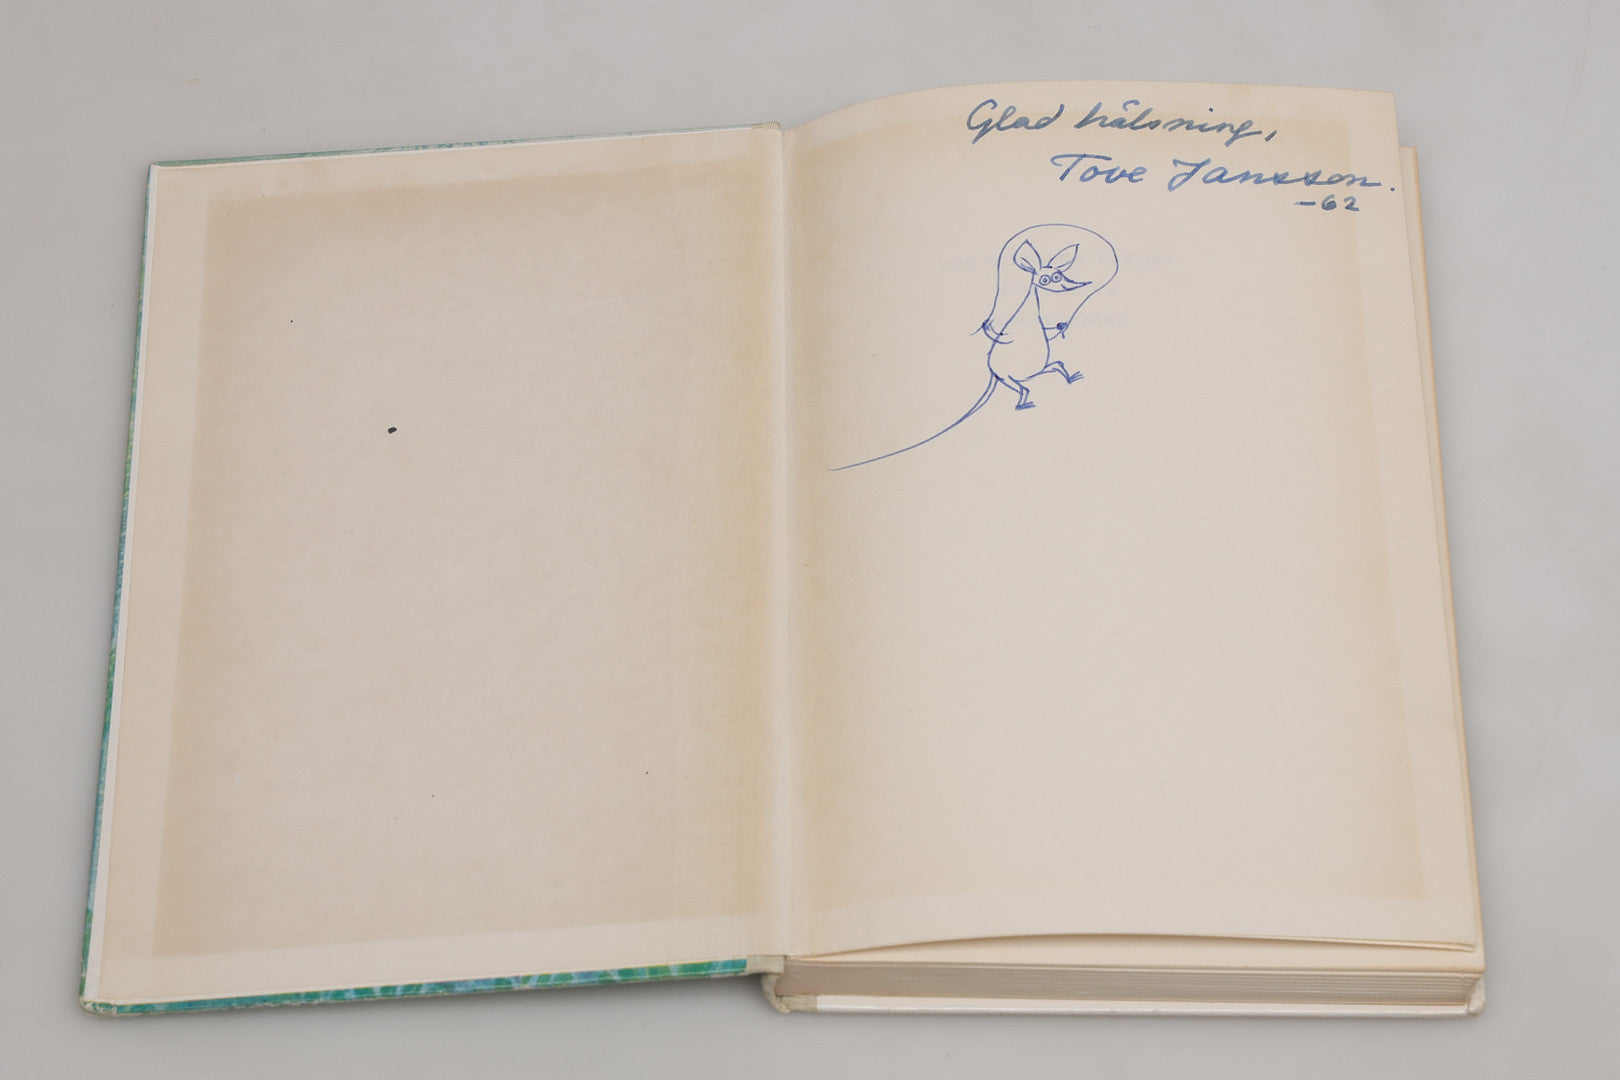 Glad hälsning,
Tove Jansson.
-62